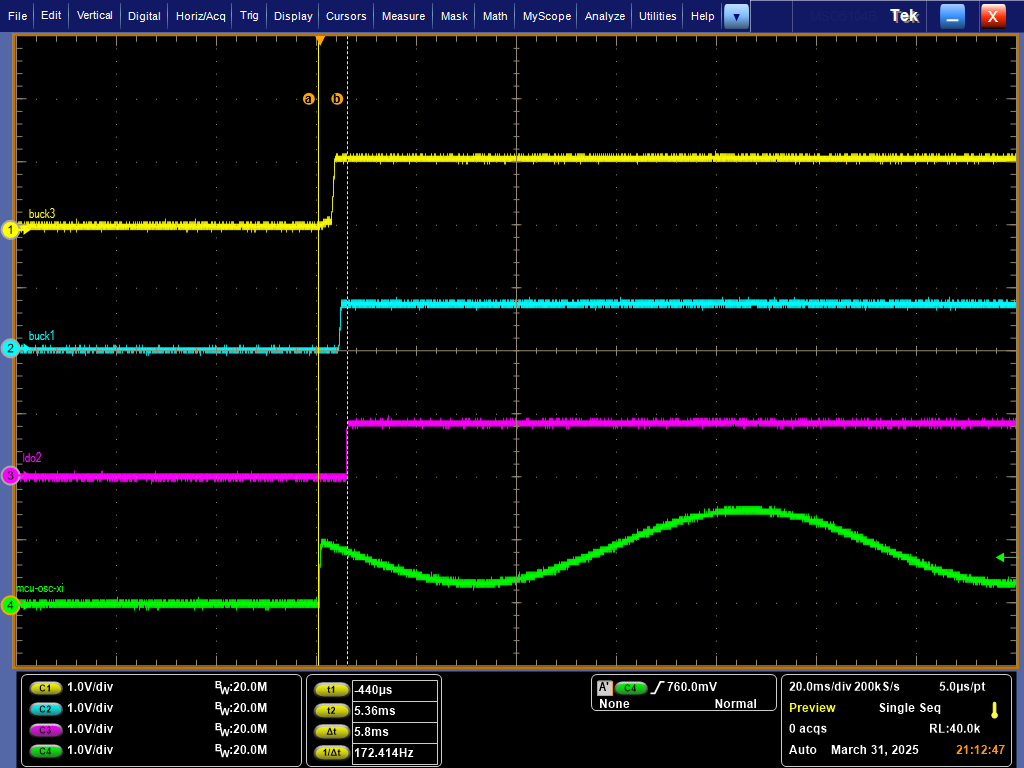 File Edit Vertical Digital Horiz/Acq Trig Display Cursors Measure Mask Math MyScope Analyze Utilities Help Tek X
a b
buck3
1
buck1
2
ldo2
3
mcu-osc-xi
4
C1 1.0V/div BW:20.0M
C2 1.0V/div BW:20.0M
C3 1.0V/div BW:20.0M
C4 1.0V/div BW:20.0M
t1 -440µs
t2 5.36ms
Δt 5.8ms
1/Δt 172.414Hz
A' C4 760.0mV
None Normal
20.0ms/div 200kS/s 5.0µs/pt
Preview Single Seq
0 acqs RL:40.0k
Auto March 31, 2025 21:12:47